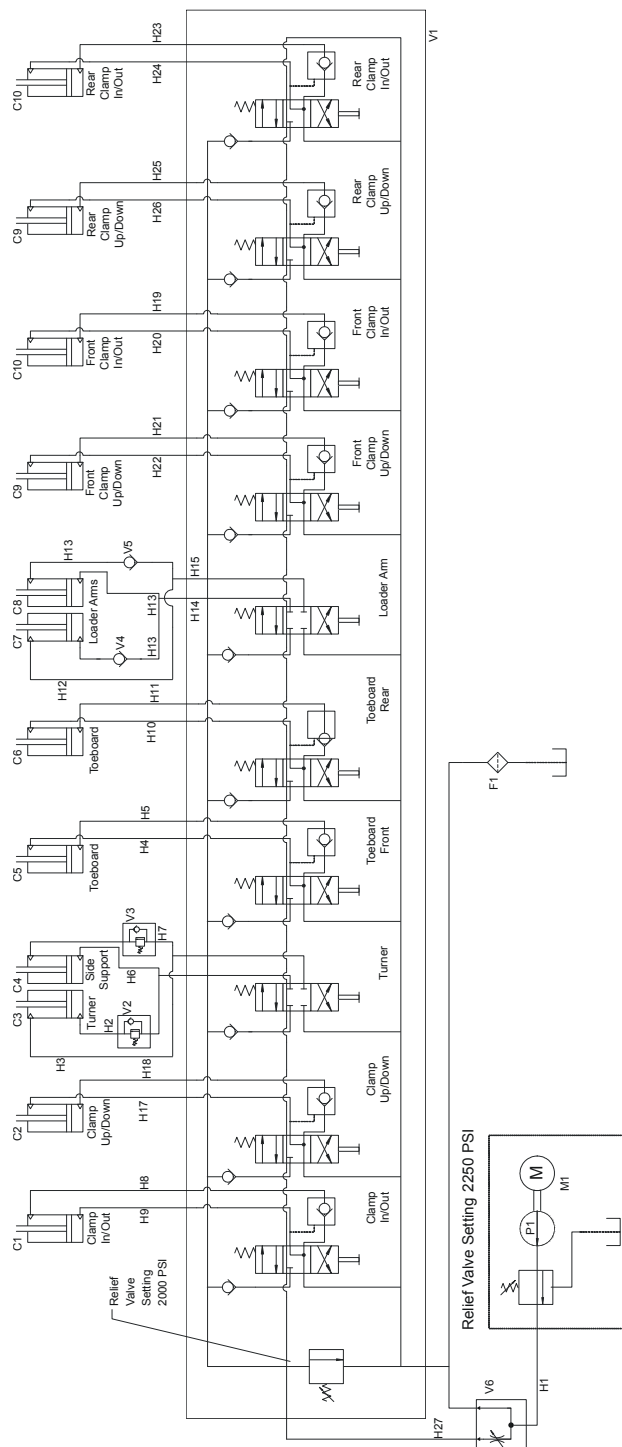 C10
Rear
Clamp
In/Out
H23
H24
Rear
Clamp
In/Out
V1
C9
Rear
Clamp
Up/Down
H25
H26
Rear
Clamp
Up/Down
C10
Front
Clamp
In/Out
H19
H20
Front
Clamp
In/Out
C9
Front
Clamp
Up/Down
H21
H22
Front
Clamp
Up/Down
H13
V5
C8
C7
Loader Arms
H13
V4
H13
H12
H15
H14
Loader Arm
H11
C6
Toeboard
H10
Toeboard
Rear
H5
C5
Toeboard
H4
Toeboard
Front
V3
H7
C4
Side
Support
H6
C3
Turner
H2
V2
H3
H18
Turner
C2
Clamp
Up/Down
H17
Clamp
Up/Down
C1
Clamp
In/Out
H8
H9
Clamp
In/Out
Relief
Valve
Setting
2000 PSI
F1
Relief Valve Setting 2250 PSI
M
M1
P1
H1
V6
H27